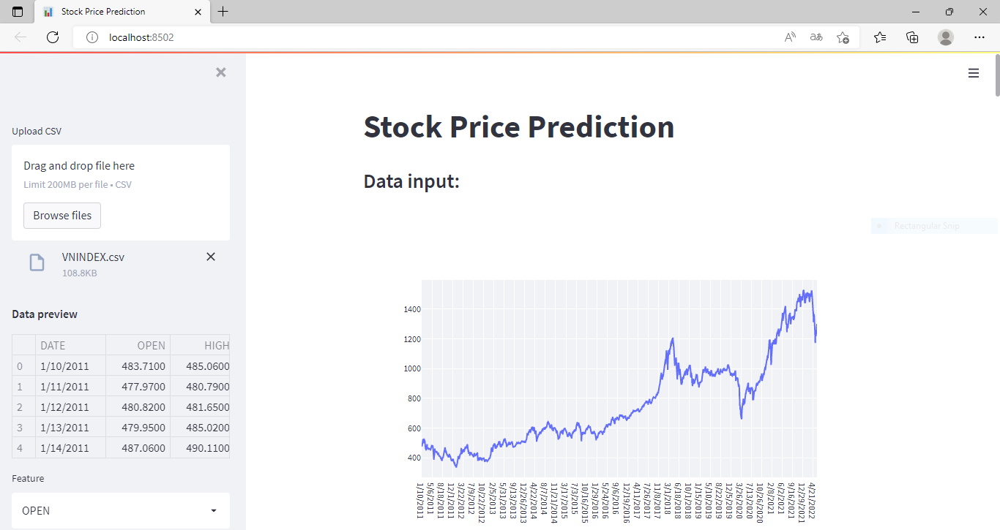 Stock Price Prediction
localhost:8502
Upload CSV
Drag and drop file here
Limit 200MB per file • CSV
Browse files
VNINDEX.csv
108.8KB
Data preview
DATE OPEN HIGH
0 1/10/2011 483.7100 485.0600
1 1/11/2011 477.9700 480.7900
2 1/12/2011 480.8200 481.6500
3 1/13/2011 479.9500 485.0200
4 1/14/2011 487.0600 490.1100
Feature
OPEN
Stock Price Prediction
Data input:
Rectangular Snip
1400
1200
1000
800
600
400
1/10/2011
5/6/2011
8/18/2011
12/1/2011
3/22/2012
7/9/2012
10/22/2012
2/5/2013
5/31/2013
9/13/2013
12/26/2013
4/22/2014
8/7/2014
11/21/2014
3/17/2015
7/3/2015
10/16/2015
1/29/2016
5/24/2016
9/6/2016
12/19/2016
4/11/2017
7/26/2017
11/8/2017
3/1/2018
6/18/2018
10/1/2018
1/15/2019
5/10/2019
8/22/2019
12/5/2019
3/26/2020
7/13/2020
10/26/2020
2/8/2021
6/2/2021
9/16/2021
12/29/2021
4/21/2022